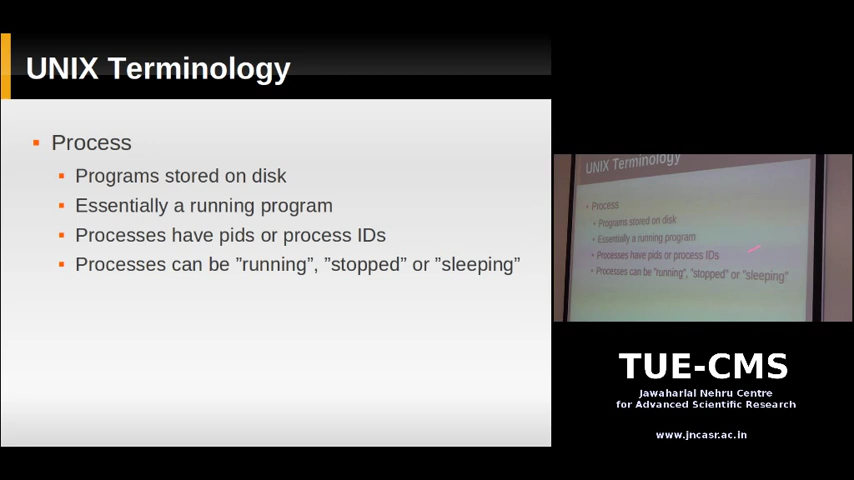 UNIX Terminology
Process
Programs stored on disk
Essentially a running program
Processes have pids or process IDs
Processes can be ”running”, ”stopped” or ”sleeping”
UNIX Terminology
Process
Programs stored on disk
Essentially a running program
Processes have pids or process IDs
Processes can be "running", "stopped" or "sleeping"
TUE-CMS
Jawaharlal Nehru Centre
for Advanced Scientific Research
www.jncasr.ac.in